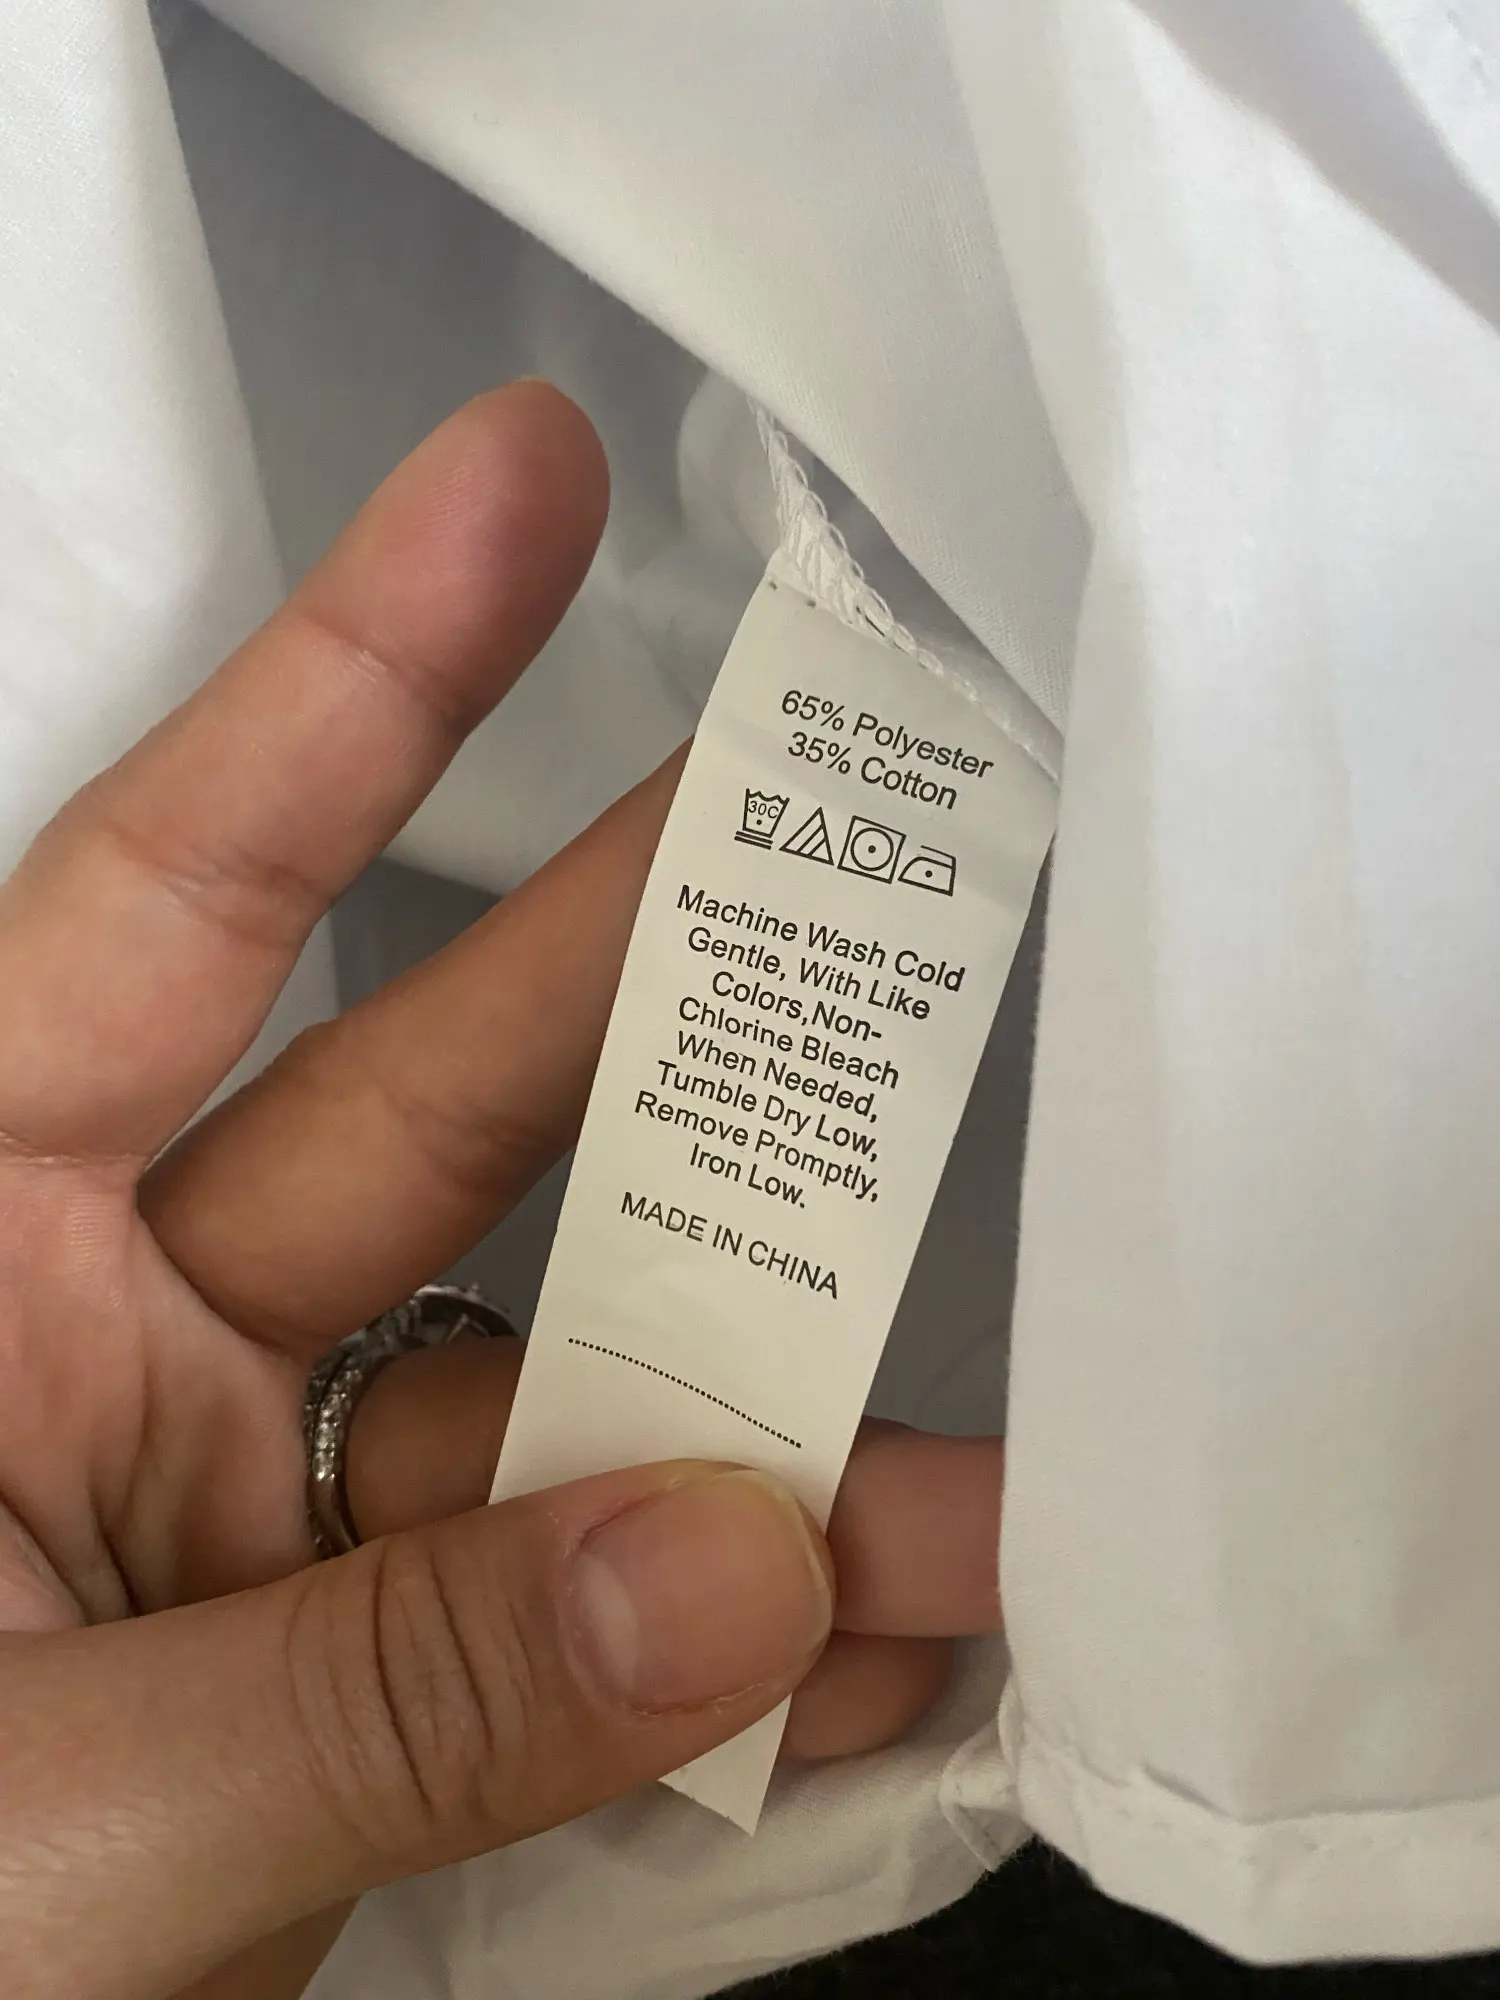 65% Polyester
35% Cotton
30C
Machine Wash Cold
Gentle, With Like
Colors,Non-
Chlorine Bleach
When Needed,
Tumble Dry Low,
Remove Promptly,
Iron Low.
MADE IN CHINA